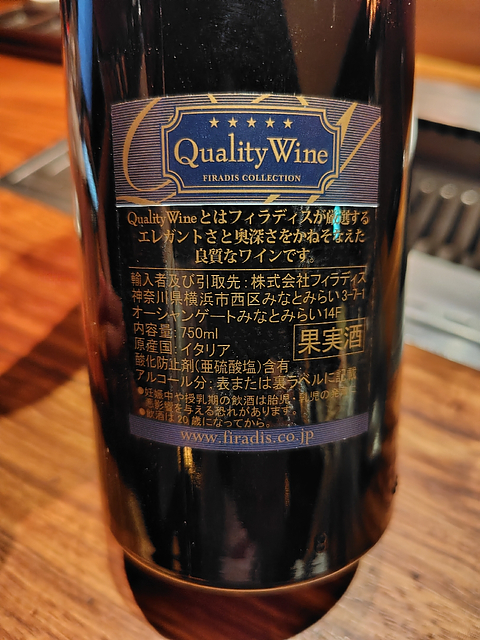 ★★★★★
Quality Wine
FIRADIS COLLECTION
Quality Wineとはフィラディスが厳選する
エレガントさと奥深さをかねそなえた
良質なワインです。
輸入者及び引取先:株式会社フィラディス
神奈川県横浜市西区みなとみらい3-7-1
オーシャンゲートみなとみらい14F
内容量:750ml
原産国:イタリア
果実酒
酸化防止剤(亜硫酸塩)含有
アルコール分:表または裏ラベルに記載
●妊娠中や授乳期の飲酒は胎児・乳児の発育に
悪影響を与える恐れがあります。
●飲酒は20歳になってから。
www.firadis.co.jp